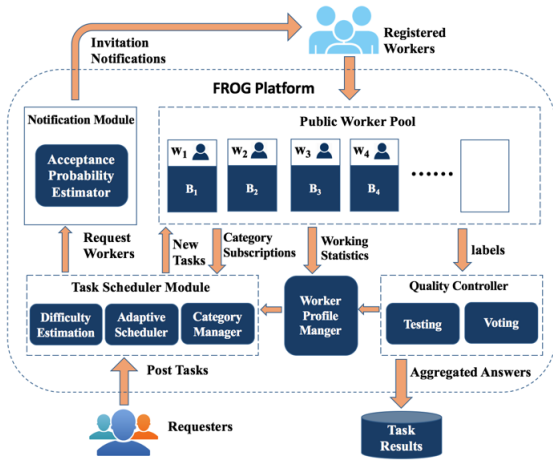 Invitation
Notifications
Registered
Workers
FROG Platform
Notification Module
Acceptance
Probability
Estimator
Public Worker Pool
W1
W2
W3
W4
B1
B2
B3
B4
......
Request
Workers
New
Tasks
Category
Subscriptions
Working
Statistics
labels
Task Scheduler Module
Difficulty
Estimation
Adaptive
Scheduler
Category
Manager
Worker
Profile
Manger
Quality Controller
Testing
Voting
Post Tasks
Aggregated Answers
Requesters
Task
Results